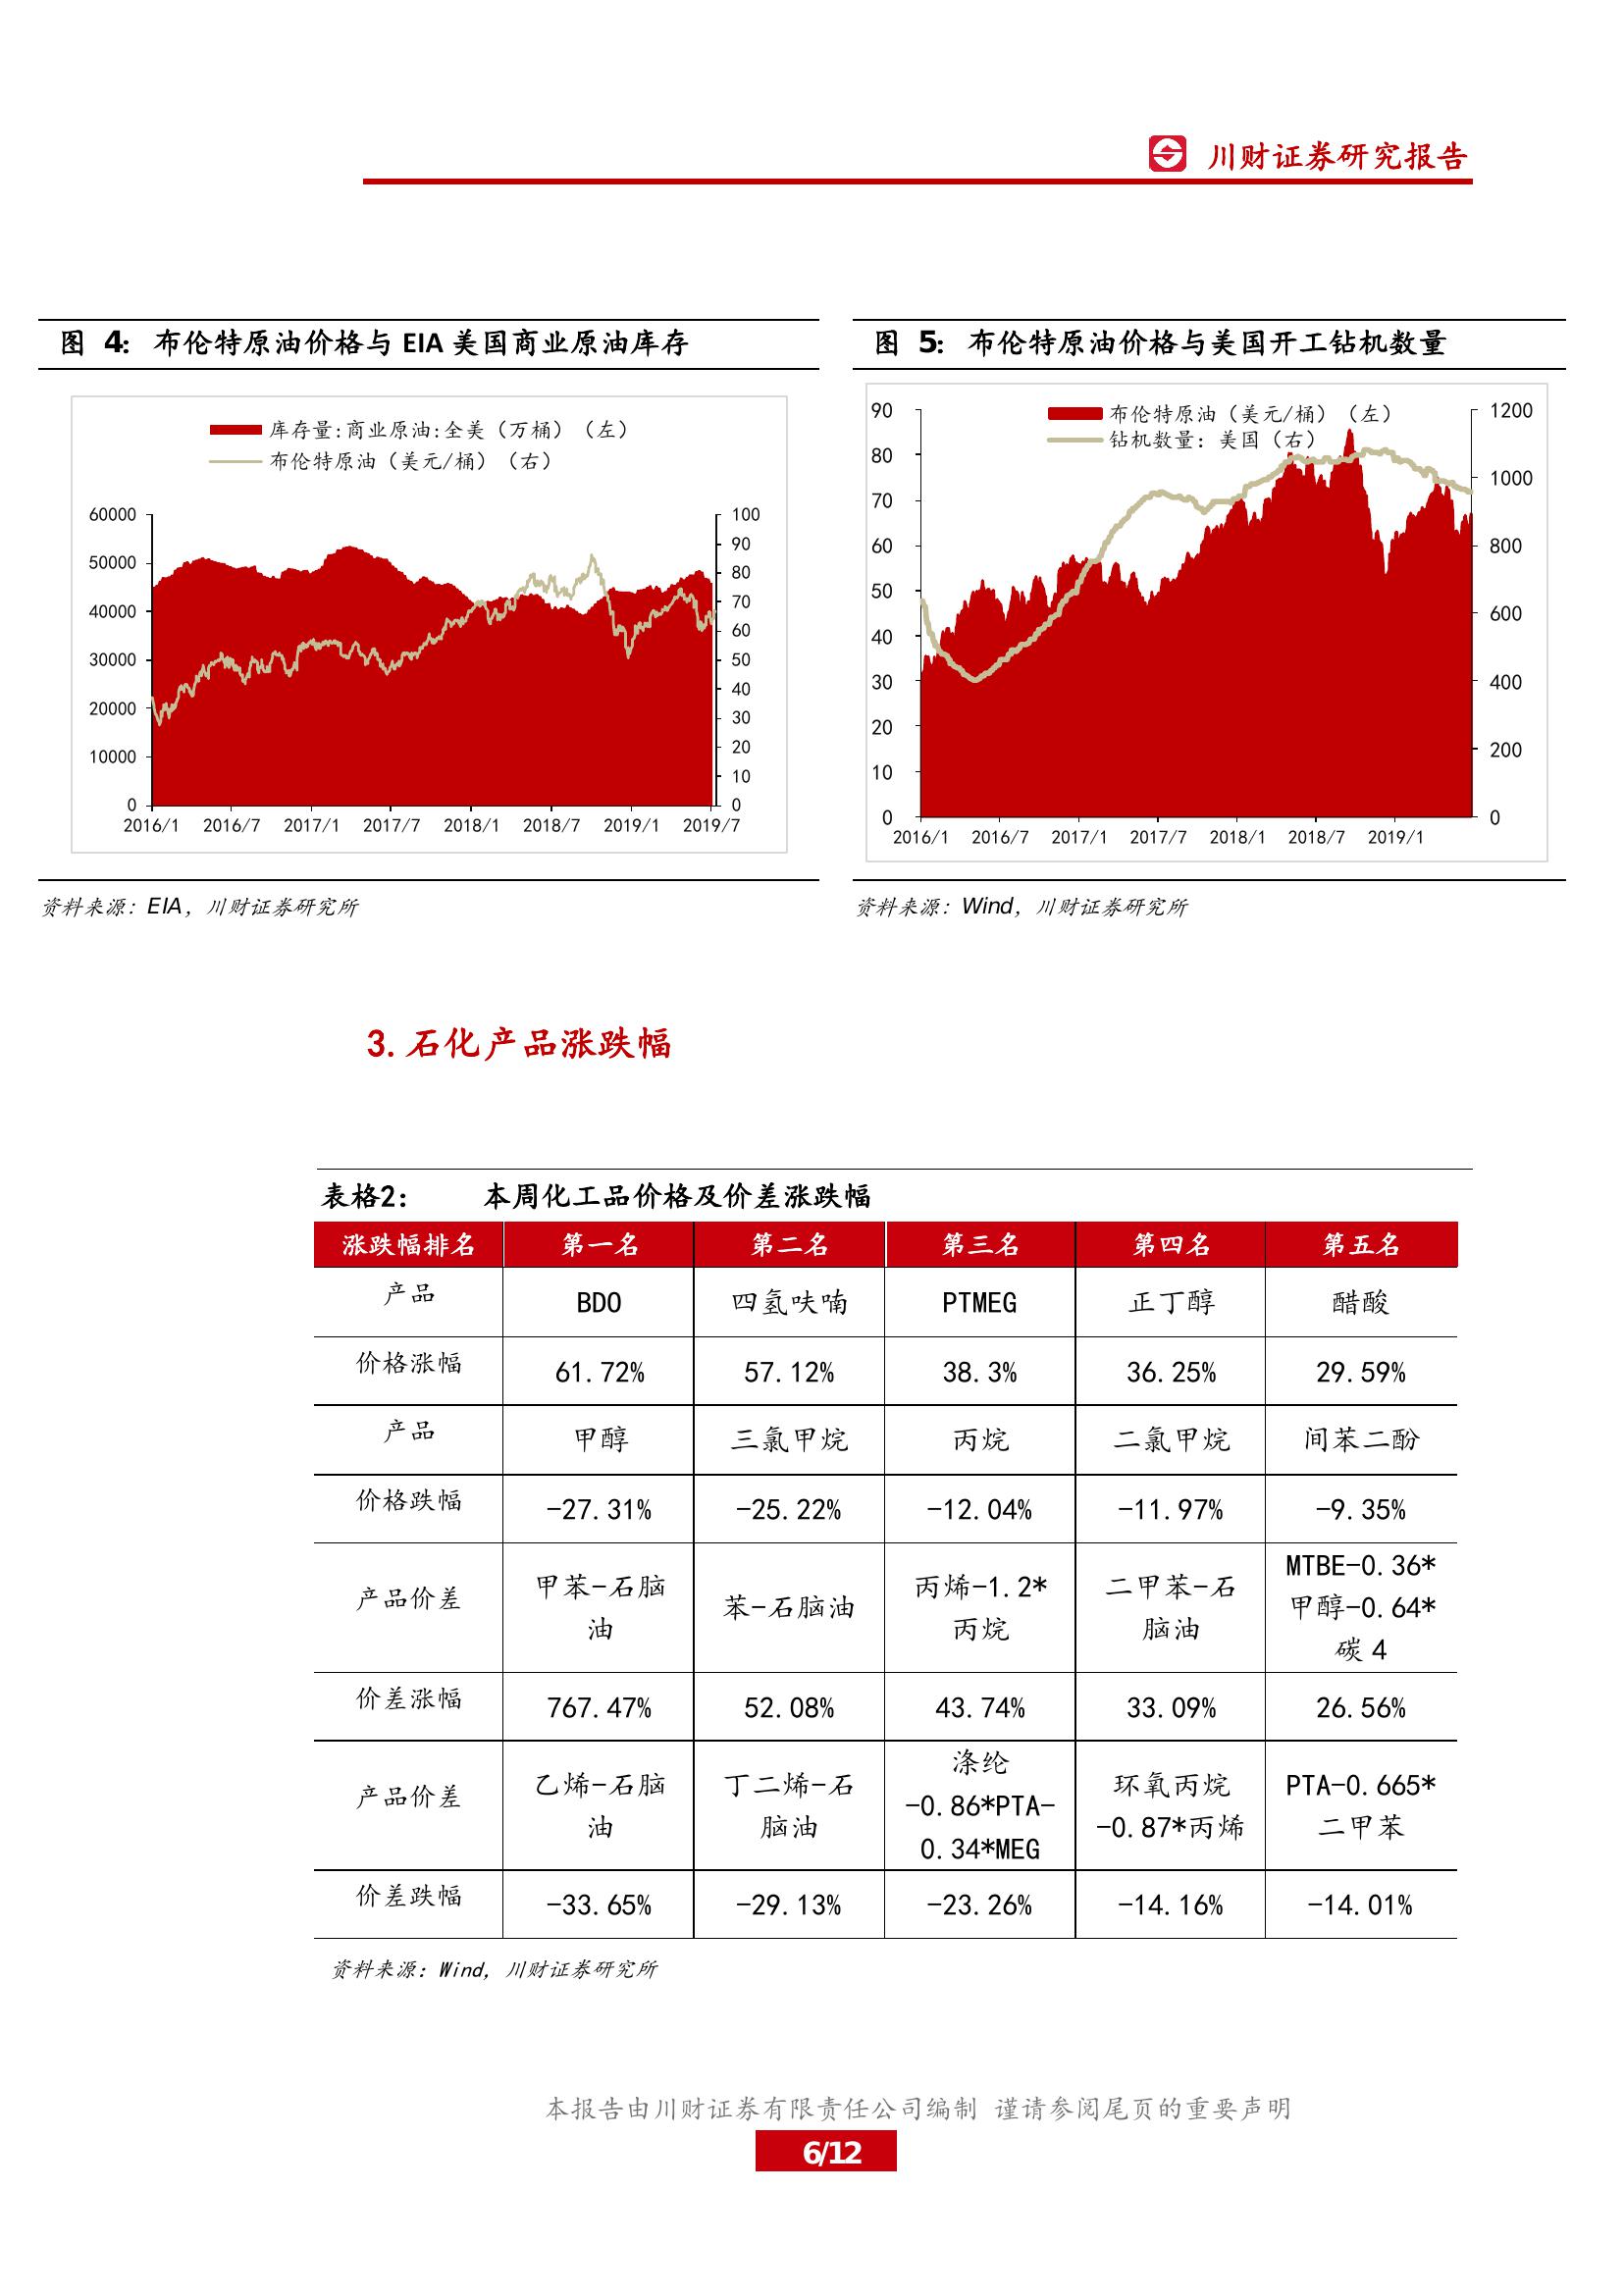 川财证券研究报告
图 4: 布伦特原油价格与 EIA 美国商业原油库存
库存量:商业原油:全美（万桶）（左）
布伦特原油（美元/桶）（右）
60000
50000
40000
30000
20000
10000
0
100
90
80
70
60
50
40
30
20
10
0
2016/1 2016/7 2017/1 2017/7 2018/1 2018/7 2019/1 2019/7
资料来源：EIA，川财证券研究所
图 5: 布伦特原油价格与美国开工钻机数量
布伦特原油（美元/桶）（左）
钻机数量：美国（右）
90
80
70
60
50
40
30
20
10
0
1200
1000
800
600
400
200
0
2016/1 2016/7 2017/1 2017/7 2018/1 2018/7 2019/1
资料来源：Wind，川财证券研究所
3.石化产品涨跌幅
表格2: 本周化工品价格及价差涨跌幅
涨跌幅排名 第一名 第二名 第三名 第四名 第五名
产品 BDO 四氢呋喃 PTMEG 正丁醇 醋酸
价格涨幅 61.72% 57.12% 38.3% 36.25% 29.59%
产品 甲醇 三氯甲烷 丙烷 二氯甲烷 间苯二酚
价格跌幅 -27.31% -25.22% -12.04% -11.97% -9.35%
产品价差
甲苯-石脑
油
苯-石脑油
丙烯-1.2*
丙烷
二甲苯-石
脑油
MTBE-0.36*
甲醇-0.64*
碳 4
价差涨幅 767.47% 52.08% 43.74% 33.09% 26.56%
产品价差
乙烯-石脑
油
丁二烯-石
脑油
涤纶
-0.86*PTA-
0.34*MEG
环氧丙烷
-0.87*丙烯
PTA-0.665*
二甲苯
价差跌幅 -33.65% -29.13% -23.26% -14.16% -14.01%
资料来源：Wind，川财证券研究所
本报告由川财证券有限责任公司编制 谨请参阅尾页的重要声明
6/12